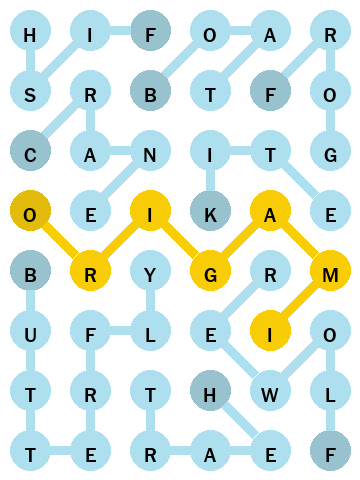 H I F O A R
S R B T F O
C A N I T G
O E I K A E
B R Y G R M
U F L E I O
T R T H W L
T E R A E F